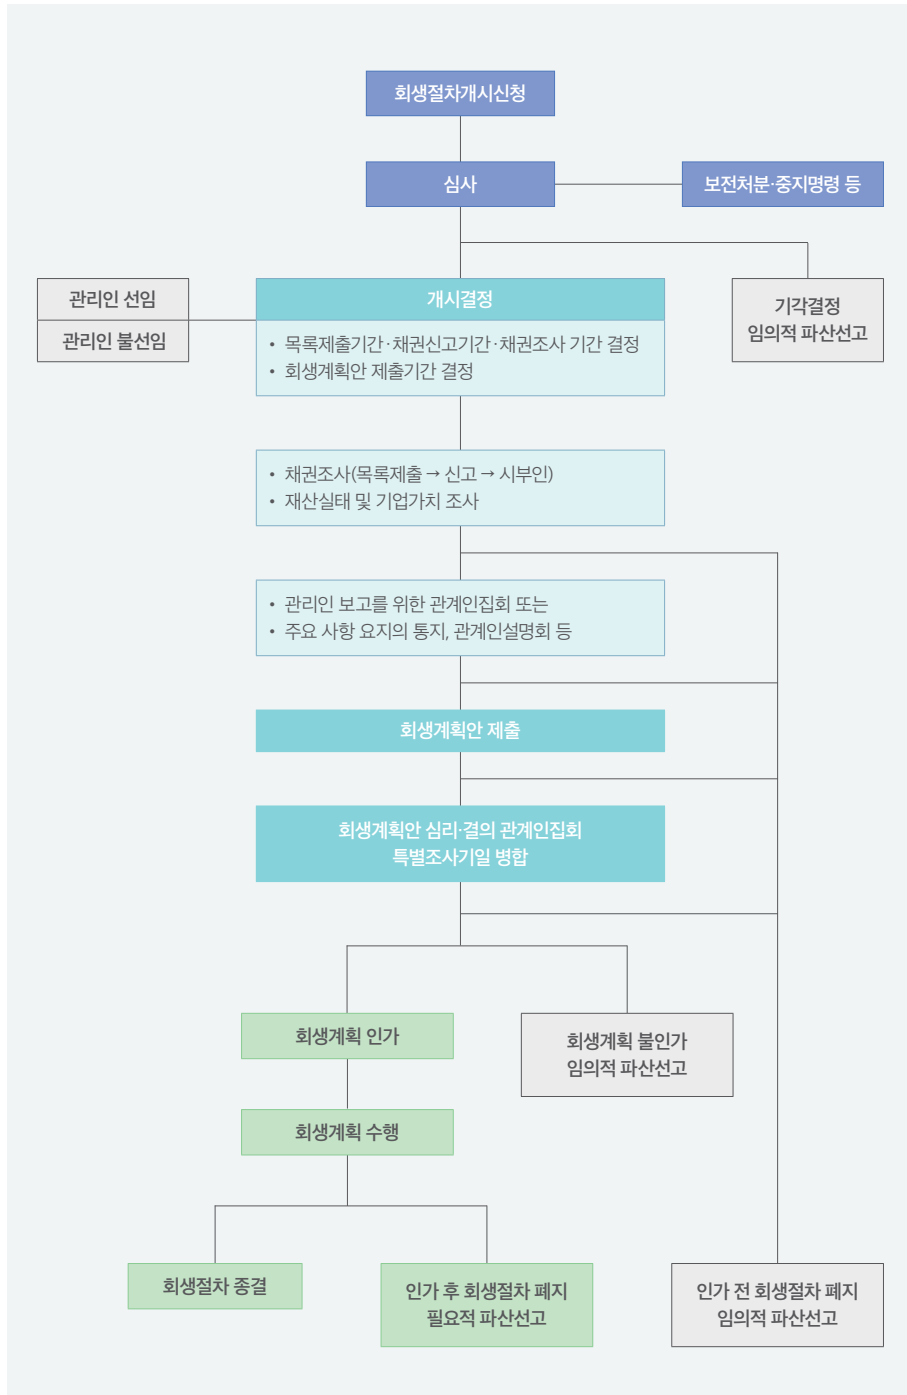 회생절차개시신청
심사
보전처분·중지명령 등
관리인 선임
관리인 불선임
개시결정
• 목록제출기간·채권신고기간·채권조사 기간 결정
• 회생계획안 제출기간 결정
기각결정
임의적 파산선고
• 채권조사(목록제출 → 신고 → 시부인)
• 재산실태 및 기업가치 조사
• 관리인 보고를 위한 관계인집회 또는
• 주요 사항 요지의 통지, 관계인설명회 등
회생계획안 제출
회생계획안 심리·결의 관계인집회
특별조사기일 병합
회생계획 인가
회생계획 불인가
임의적 파산선고
회생계획 수행
회생절차 종결
인가 후 회생절차 폐지
필요적 파산선고
인가 전 회생절차 폐지
임의적 파산선고